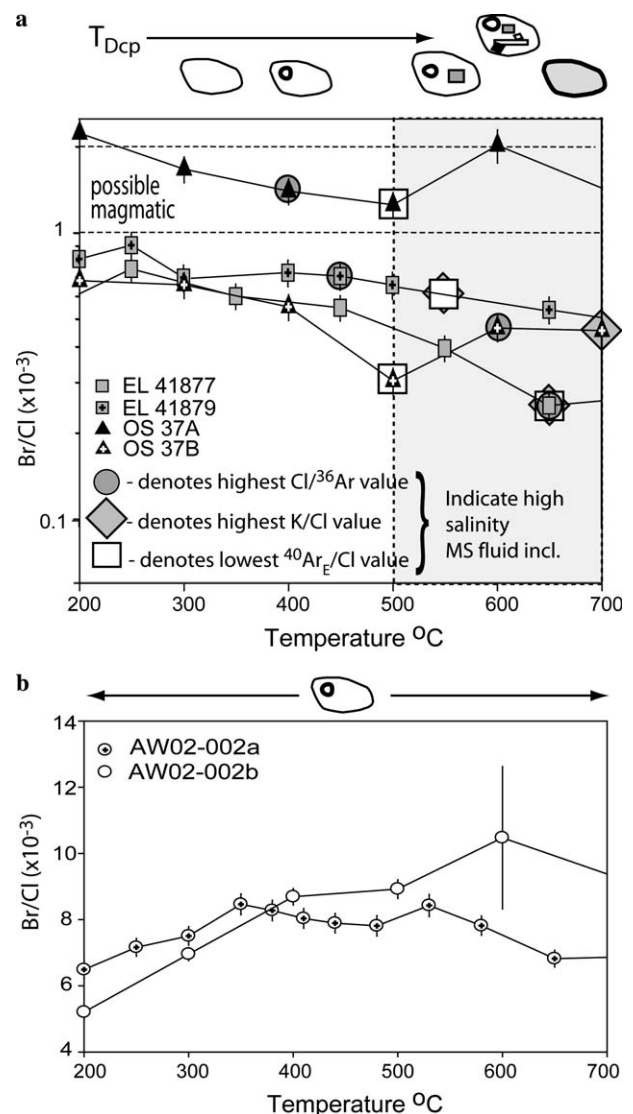 a
T_Dcp
possible
magmatic
1
0.1
Br/Cl (x10⁻³)
EL 41877
EL 41879
OS 37A
OS 37B
- denotes highest Cl/³⁶Ar value
- denotes highest K/Cl value
- denotes lowest ⁴⁰Ar_E/Cl value
Indicate high
salinity
MS fluid incl.
200 300 400 500 600 700
Temperature ºC
b
14
12
10
8
6
4
Br/Cl (x10⁻³)
AW02-002a
AW02-002b
200 300 400 500 600 700
Temperature ºC